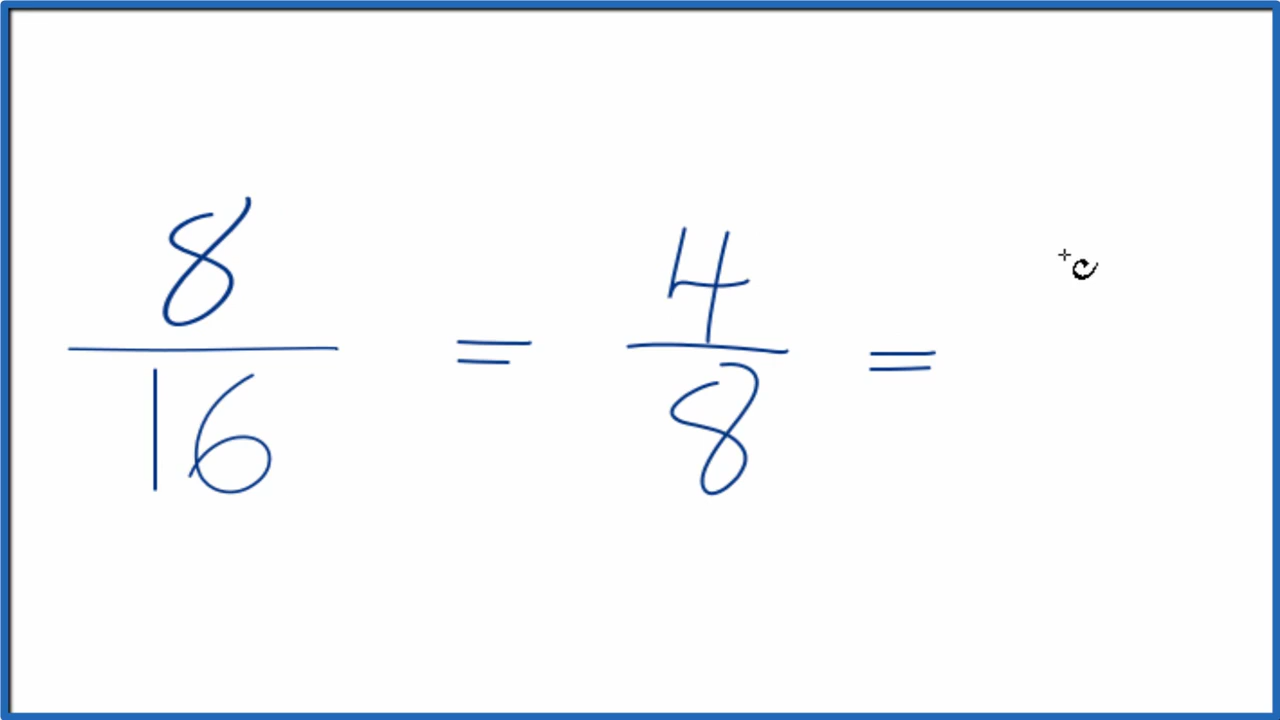 8/16 = 4/8 =